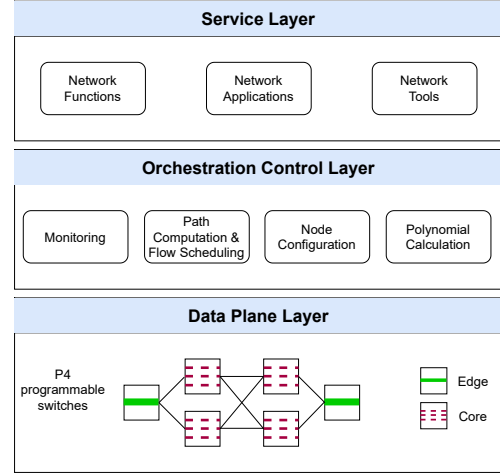 Service Layer
Network
Functions
Network
Applications
Network
Tools
Orchestration Control Layer
Monitoring
Path
Computation &
Flow Scheduling
Node
Configuration
Polynomial
Calculation
Data Plane Layer
P4
programmable
switches
Edge
Core